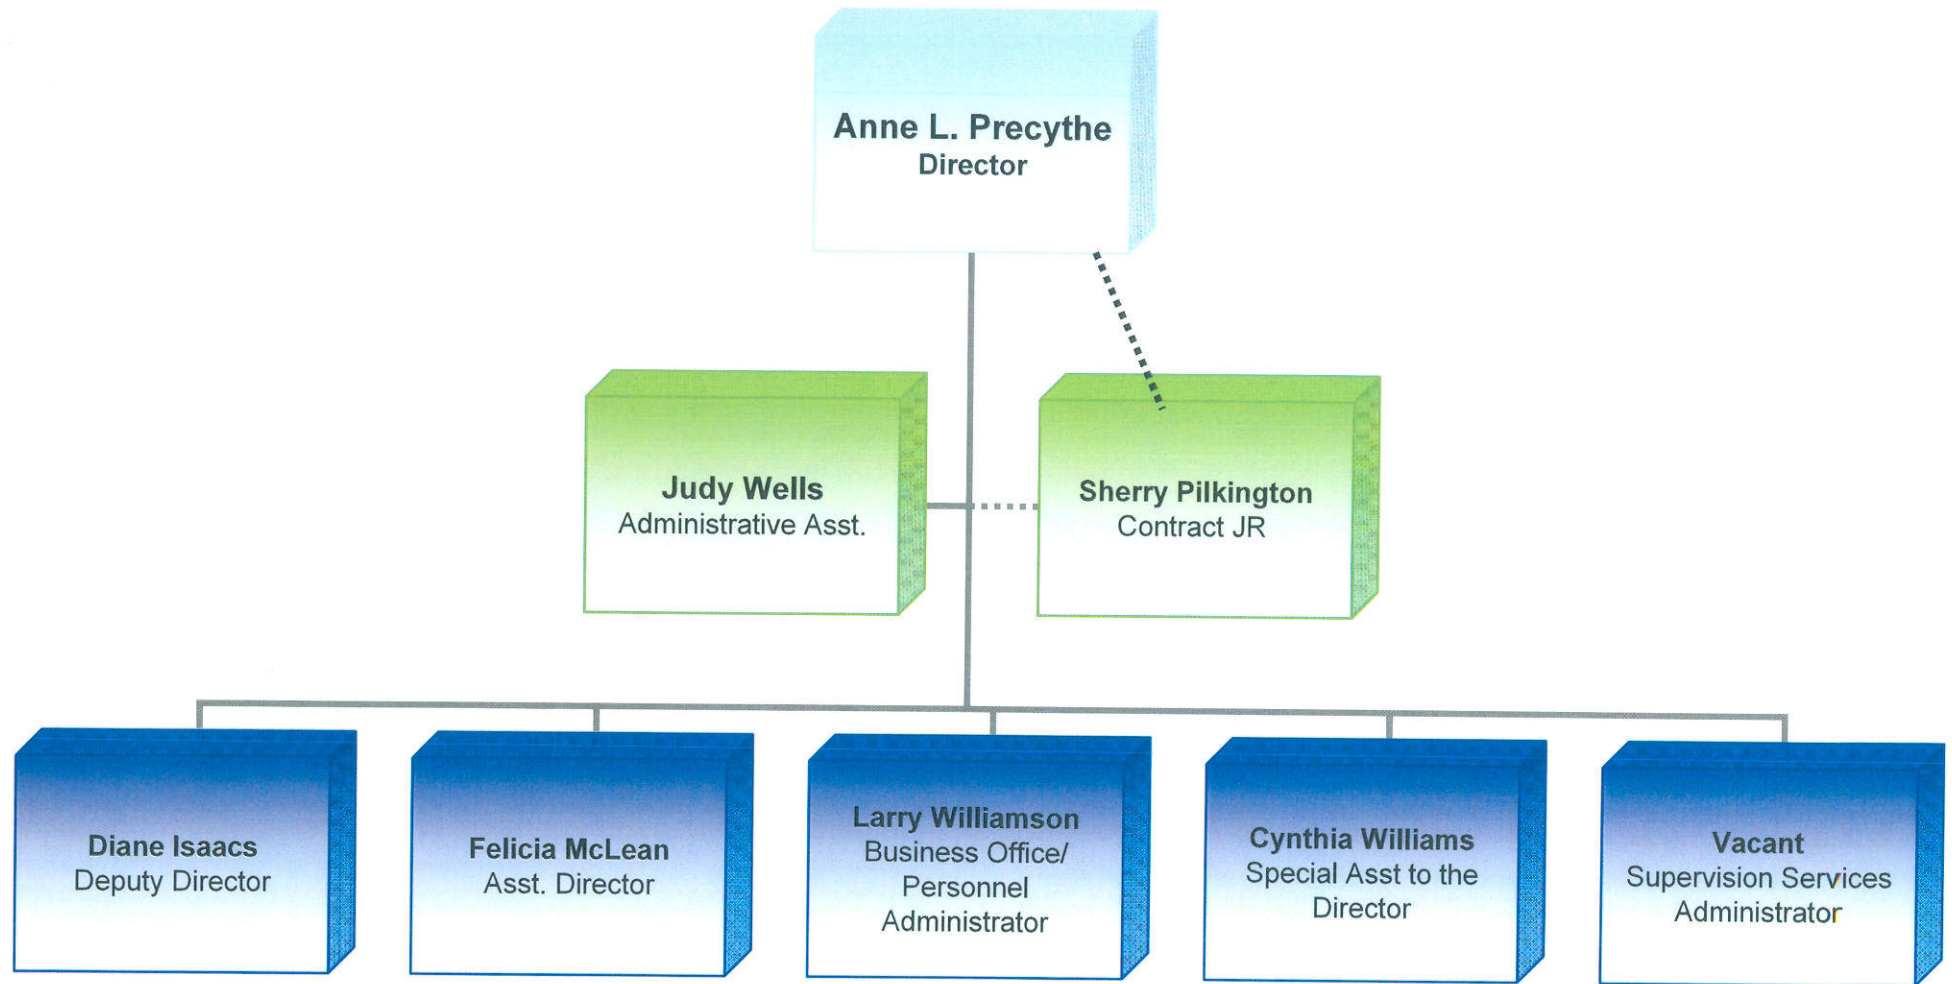 Anne L. Precythe
Director
Judy Wells
Administrative Asst.
Sherry Pilkington
Contract JR
Diane Isaacs
Deputy Director
Felicia McLean
Asst. Director
Larry Williamson
Business Office/
Personnel
Administrator
Cynthia Williams
Special Asst to the
Director
Vacant
Supervision Services
Administrator